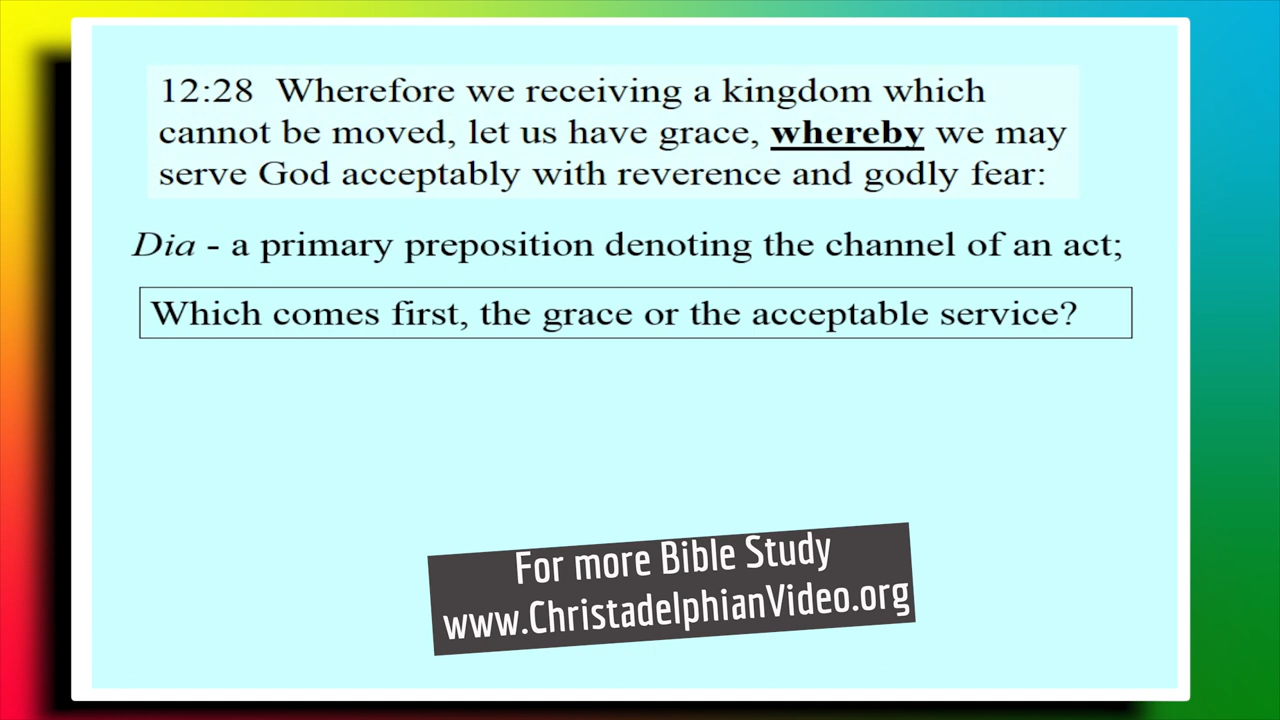 12:28 Wherefore we receiving a kingdom which
cannot be moved, let us have grace, whereby we may
serve God acceptably with reverence and godly fear:
Dia - a primary preposition denoting the channel of an act;
Which comes first, the grace or the acceptable service?
For more Bible Study
www.ChristadelphianVideo.org